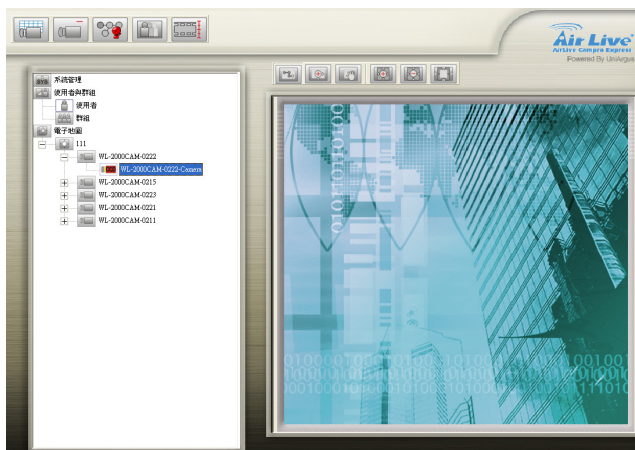 Air Live
AirLive Campro Express
Powered By UniArgus
系統管理
使用者與群組
使用者
群組
電子地圖
111
WL-2000CAM-0222
WL-2000CAM-0222-Camera
WL-2000CAM-0215
WL-2000CAM-0223
WL-2000CAM-0221
WL-2000CAM-0211